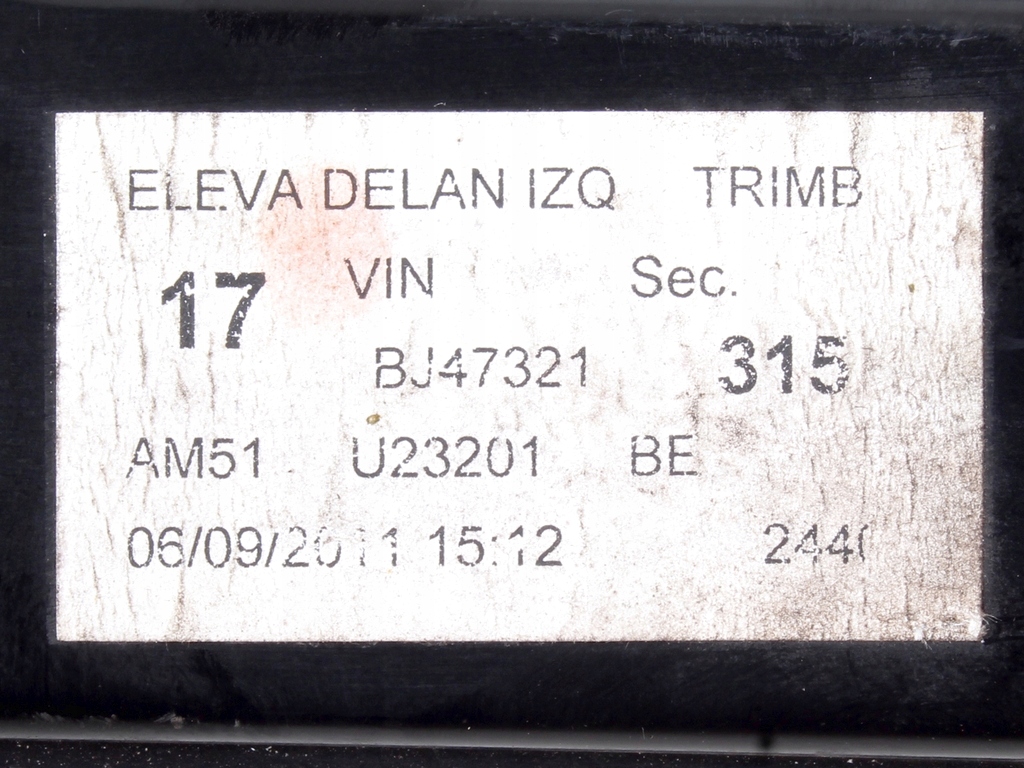 ELEVA DELAN IZQ TRIMB
17 VIN Sec.
BJ47321 315
AM51 U23201 BE
06/09/2011 15:12